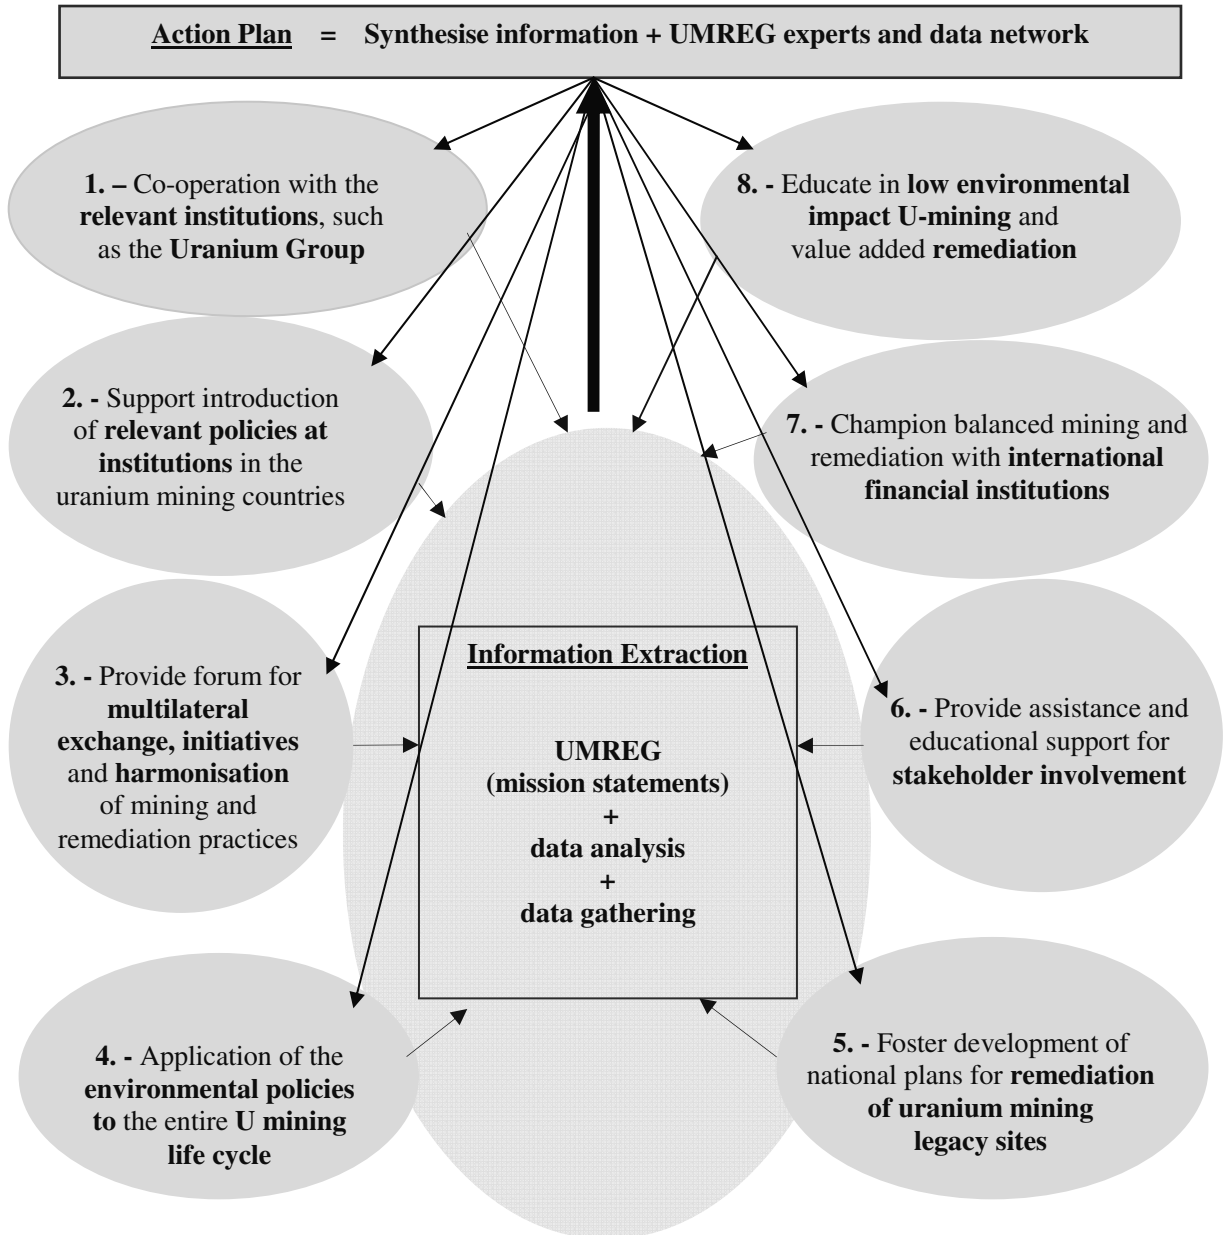 Action Plan = Synthesise information + UMREG experts and data network
1. – Co-operation with the
relevant institutions, such
as the Uranium Group
2. - Support introduction
of relevant policies at
institutions in the
uranium mining countries
3. - Provide forum for
multilateral
exchange, initiatives
and harmonisation
of mining and
remediation practices
4. - Application of the
environmental policies
to the entire U mining
life cycle
5. - Foster development of
national plans for remediation
of uranium mining
legacy sites
6. - Provide assistance and
educational support for
stakeholder involvement
7. - Champion balanced mining and
remediation with international
financial institutions
8. - Educate in low environmental
impact U-mining and
value added remediation
Information Extraction
UMREG
(mission statements)
+
data analysis
+
data gathering